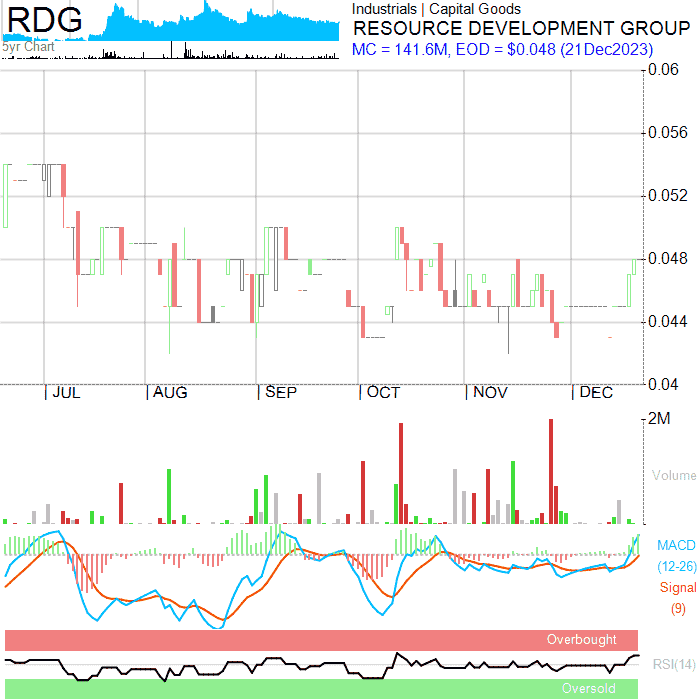 RDG
5yr Chart
Industrials | Capital Goods
RESOURCE DEVELOPMENT GROUP
MC = 141.6M, EOD = $0.048 (21Dec2023)
0.06
0.056
0.052
0.048
0.044
0.04
| JUL | AUG | SEP | OCT | NOV | DEC
2M
Volume
MACD
(12-26)
Signal
(9)
Overbought
RSI(14)
Oversold